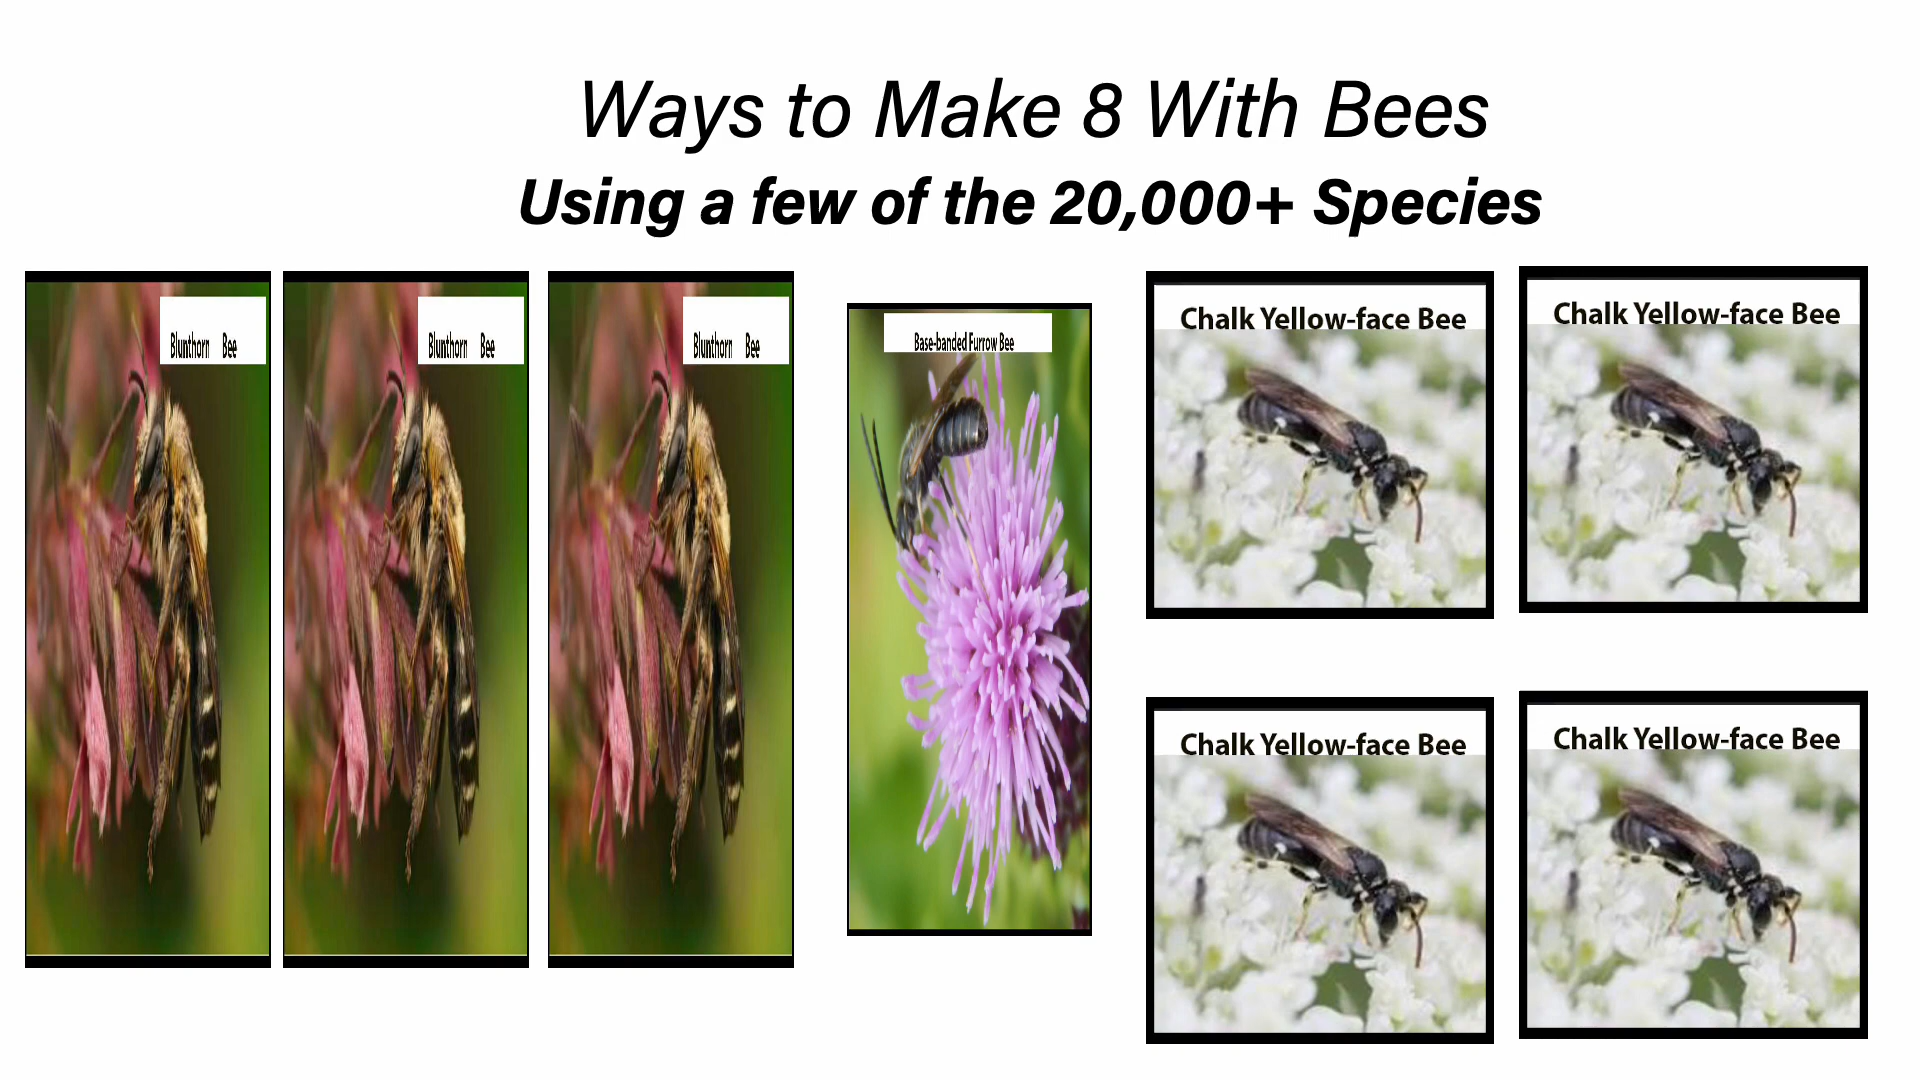 Ways to Make 8 With Bees
Using a few of the 20,000+ Species
Blunthorn Bee
Blunthorn Bee
Blunthorn Bee
Base-banded Furrow Bee
Chalk Yellow-face Bee
Chalk Yellow-face Bee
Chalk Yellow-face Bee
Chalk Yellow-face Bee